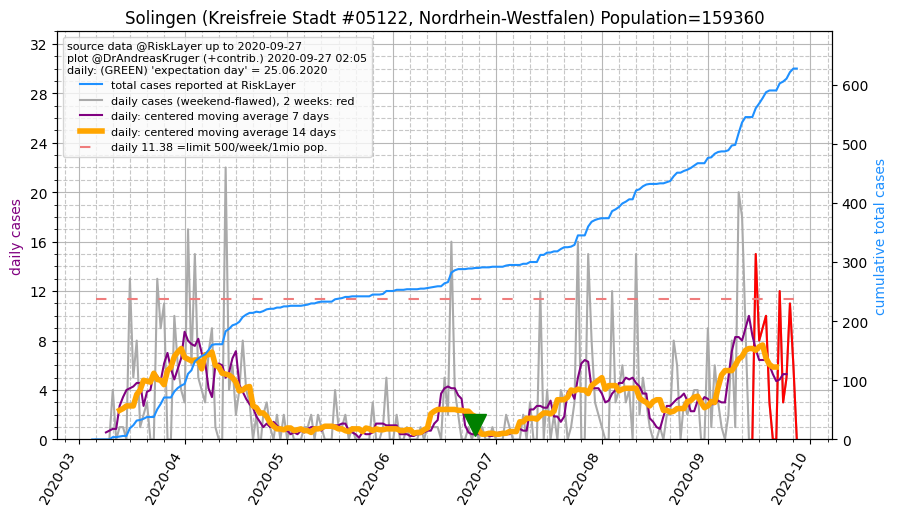 Solingen (Kreisfreie Stadt #05122, Nordrhein-Westfalen) Population=159360
source data @RiskLayer up to 2020-09-27
plot @DrAndreasKruger (+contrib.) 2020-09-27 02:05
daily: (GREEN) 'expectation day' = 25.06.2020
total cases reported at RiskLayer
daily cases (weekend-flawed), 2 weeks: red
daily: centered moving average 7 days
daily: centered moving average 14 days
daily 11.38 =limit 500/week/1mio pop.
daily cases
32
28
24
20
16
12
8
4
0
cumulative total cases
600
500
400
300
200
100
0
2020-03
2020-04
2020-05
2020-06
2020-07
2020-08
2020-09
2020-10